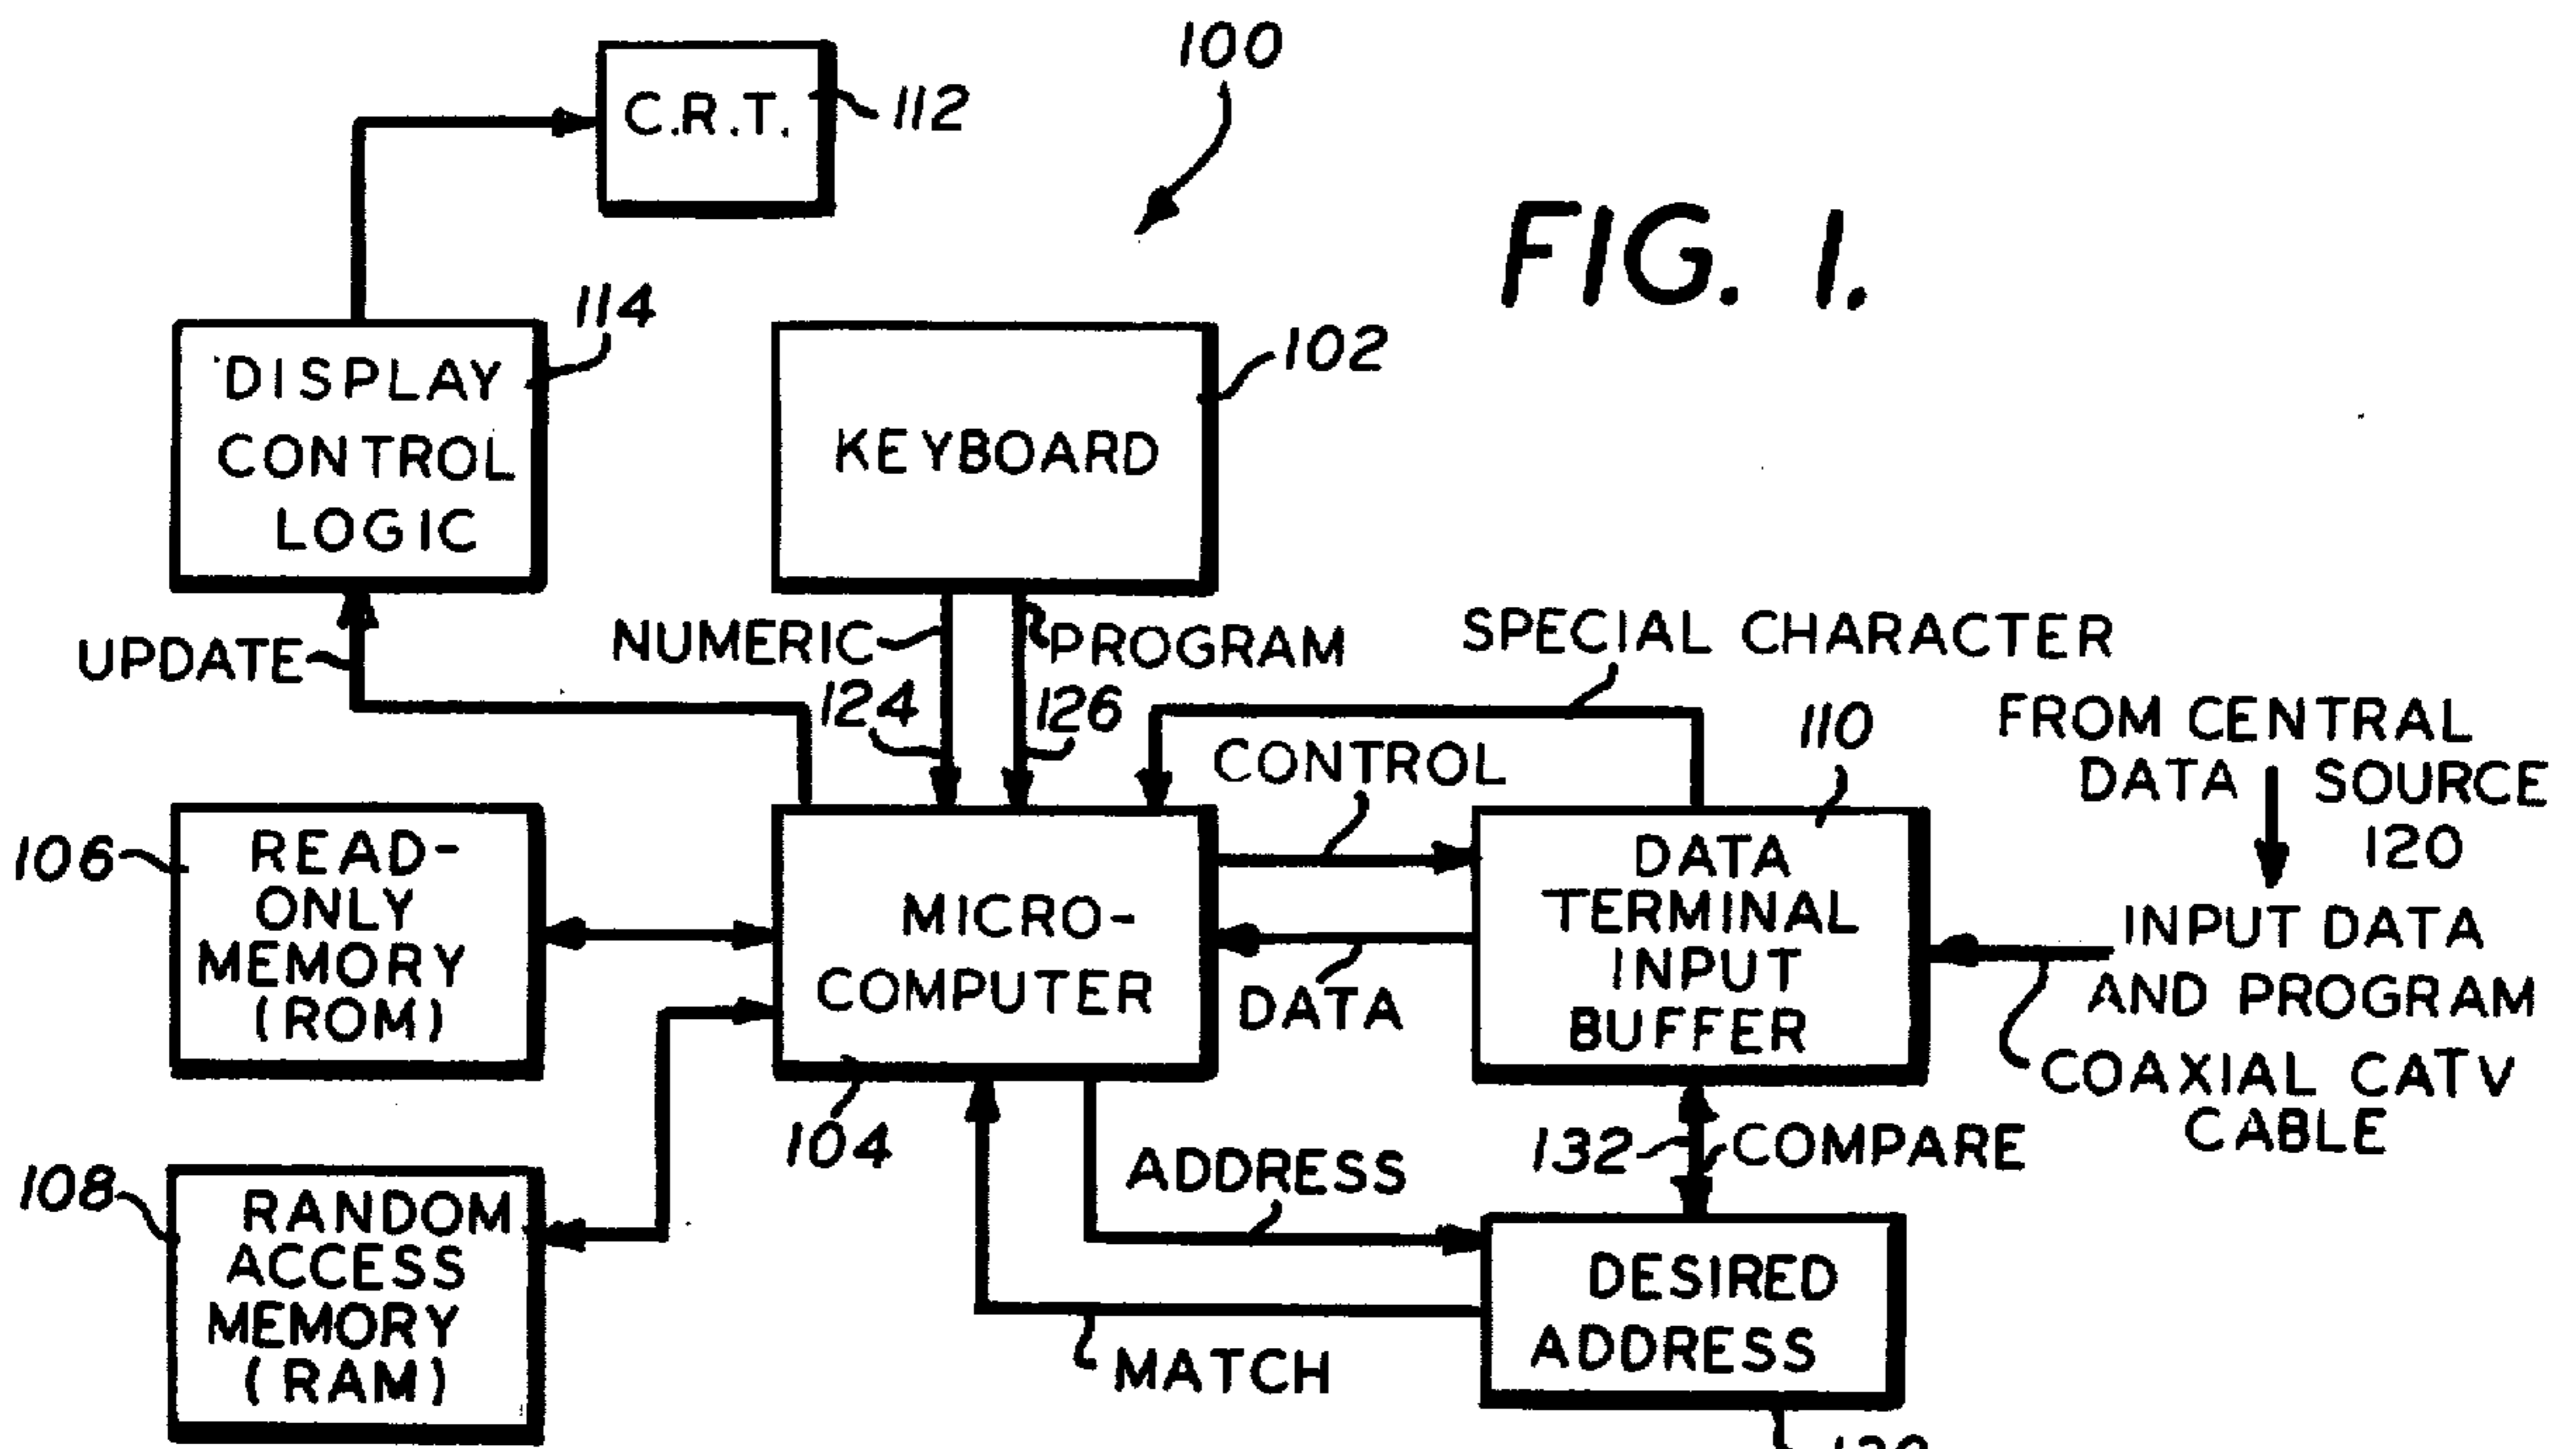 100
C.R.T.
112
FIG. 1.
114
DISPLAY
CONTROL
LOGIC
KEYBOARD
102
UPDATE
NUMERIC
124
PROGRAM
126
SPECIAL CHARACTER
CONTROL
110
FROM CENTRAL
DATA SOURCE
120
106
READ-
ONLY
MEMORY
(ROM)
MICRO-
COMPUTER
104
DATA
DATA
TERMINAL
INPUT
BUFFER
INPUT DATA
AND PROGRAM
COAXIAL CATV
CABLE
108
RANDOM
ACCESS
MEMORY
(RAM)
ADDRESS
MATCH
132
COMPARE
DESIRED
ADDRESS